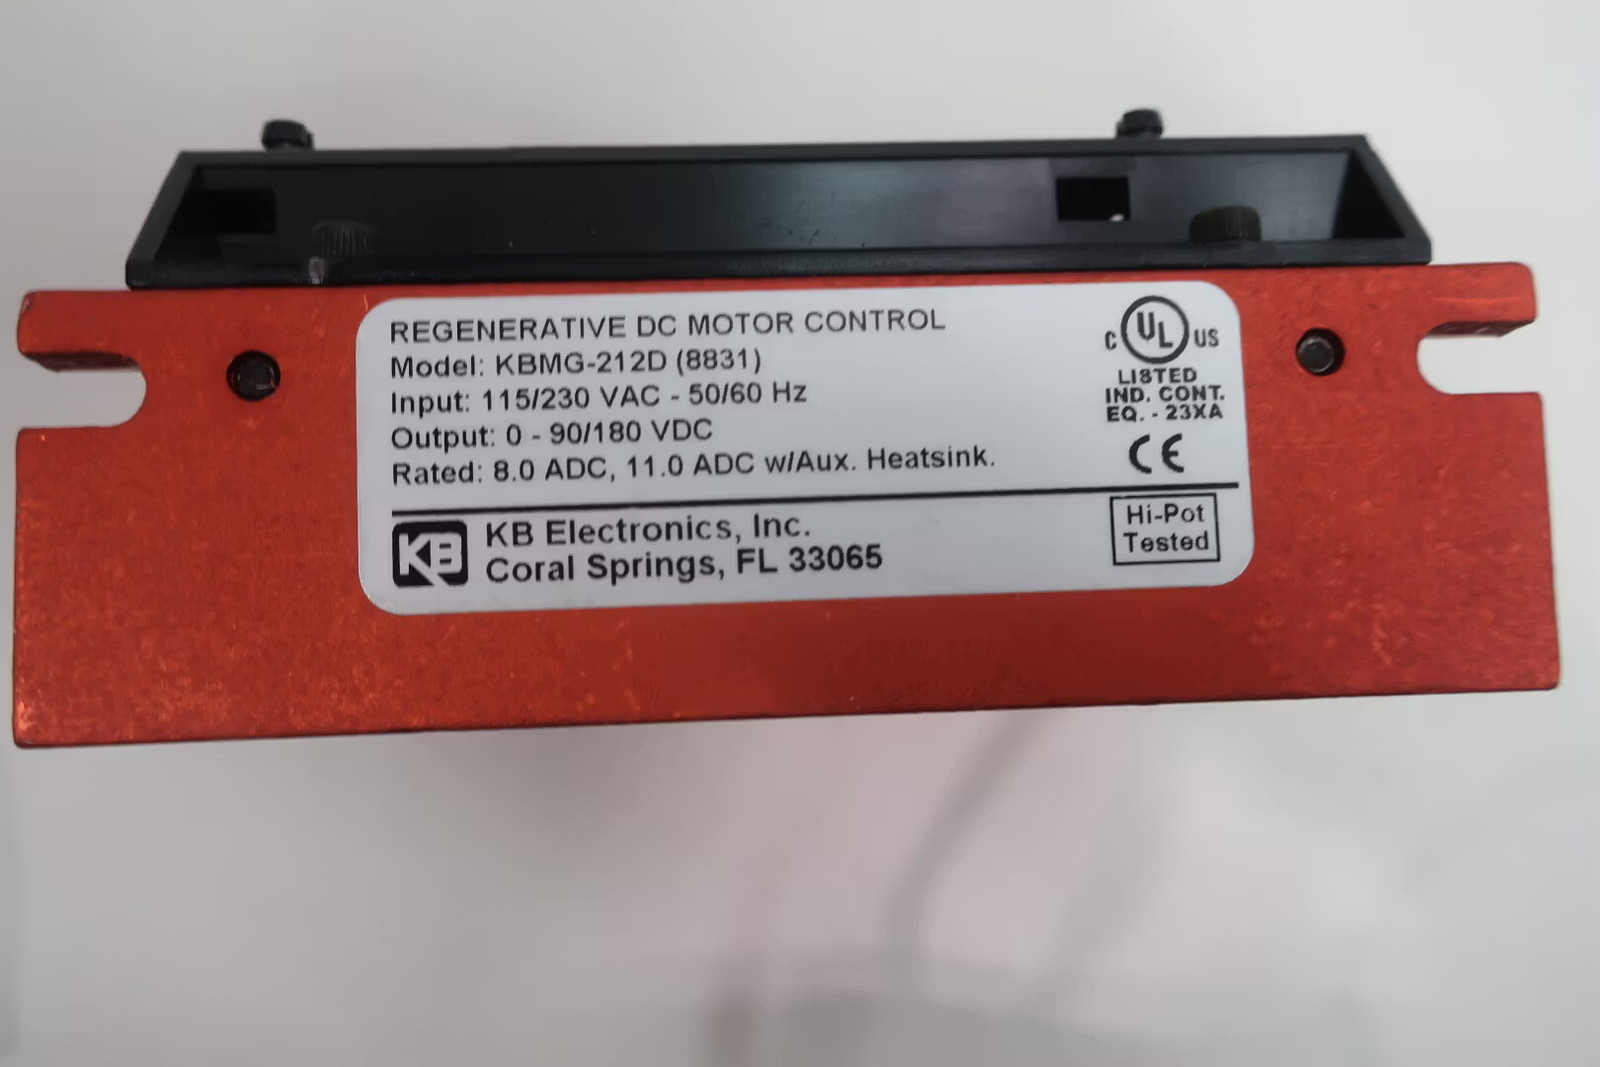 REGENERATIVE DC MOTOR CONTROL
Model: KBMG-212D (8831)
Input: 115/230 VAC - 50/60 Hz
Output: 0 - 90/180 VDC
Rated: 8.0 ADC, 11.0 ADC w/Aux. Heatsink.
C UL US
LISTED
IND. CONT.
EQ. - 23XA
CE
KB
KB Electronics, Inc.
Coral Springs, FL 33065
Hi-Pot
Tested